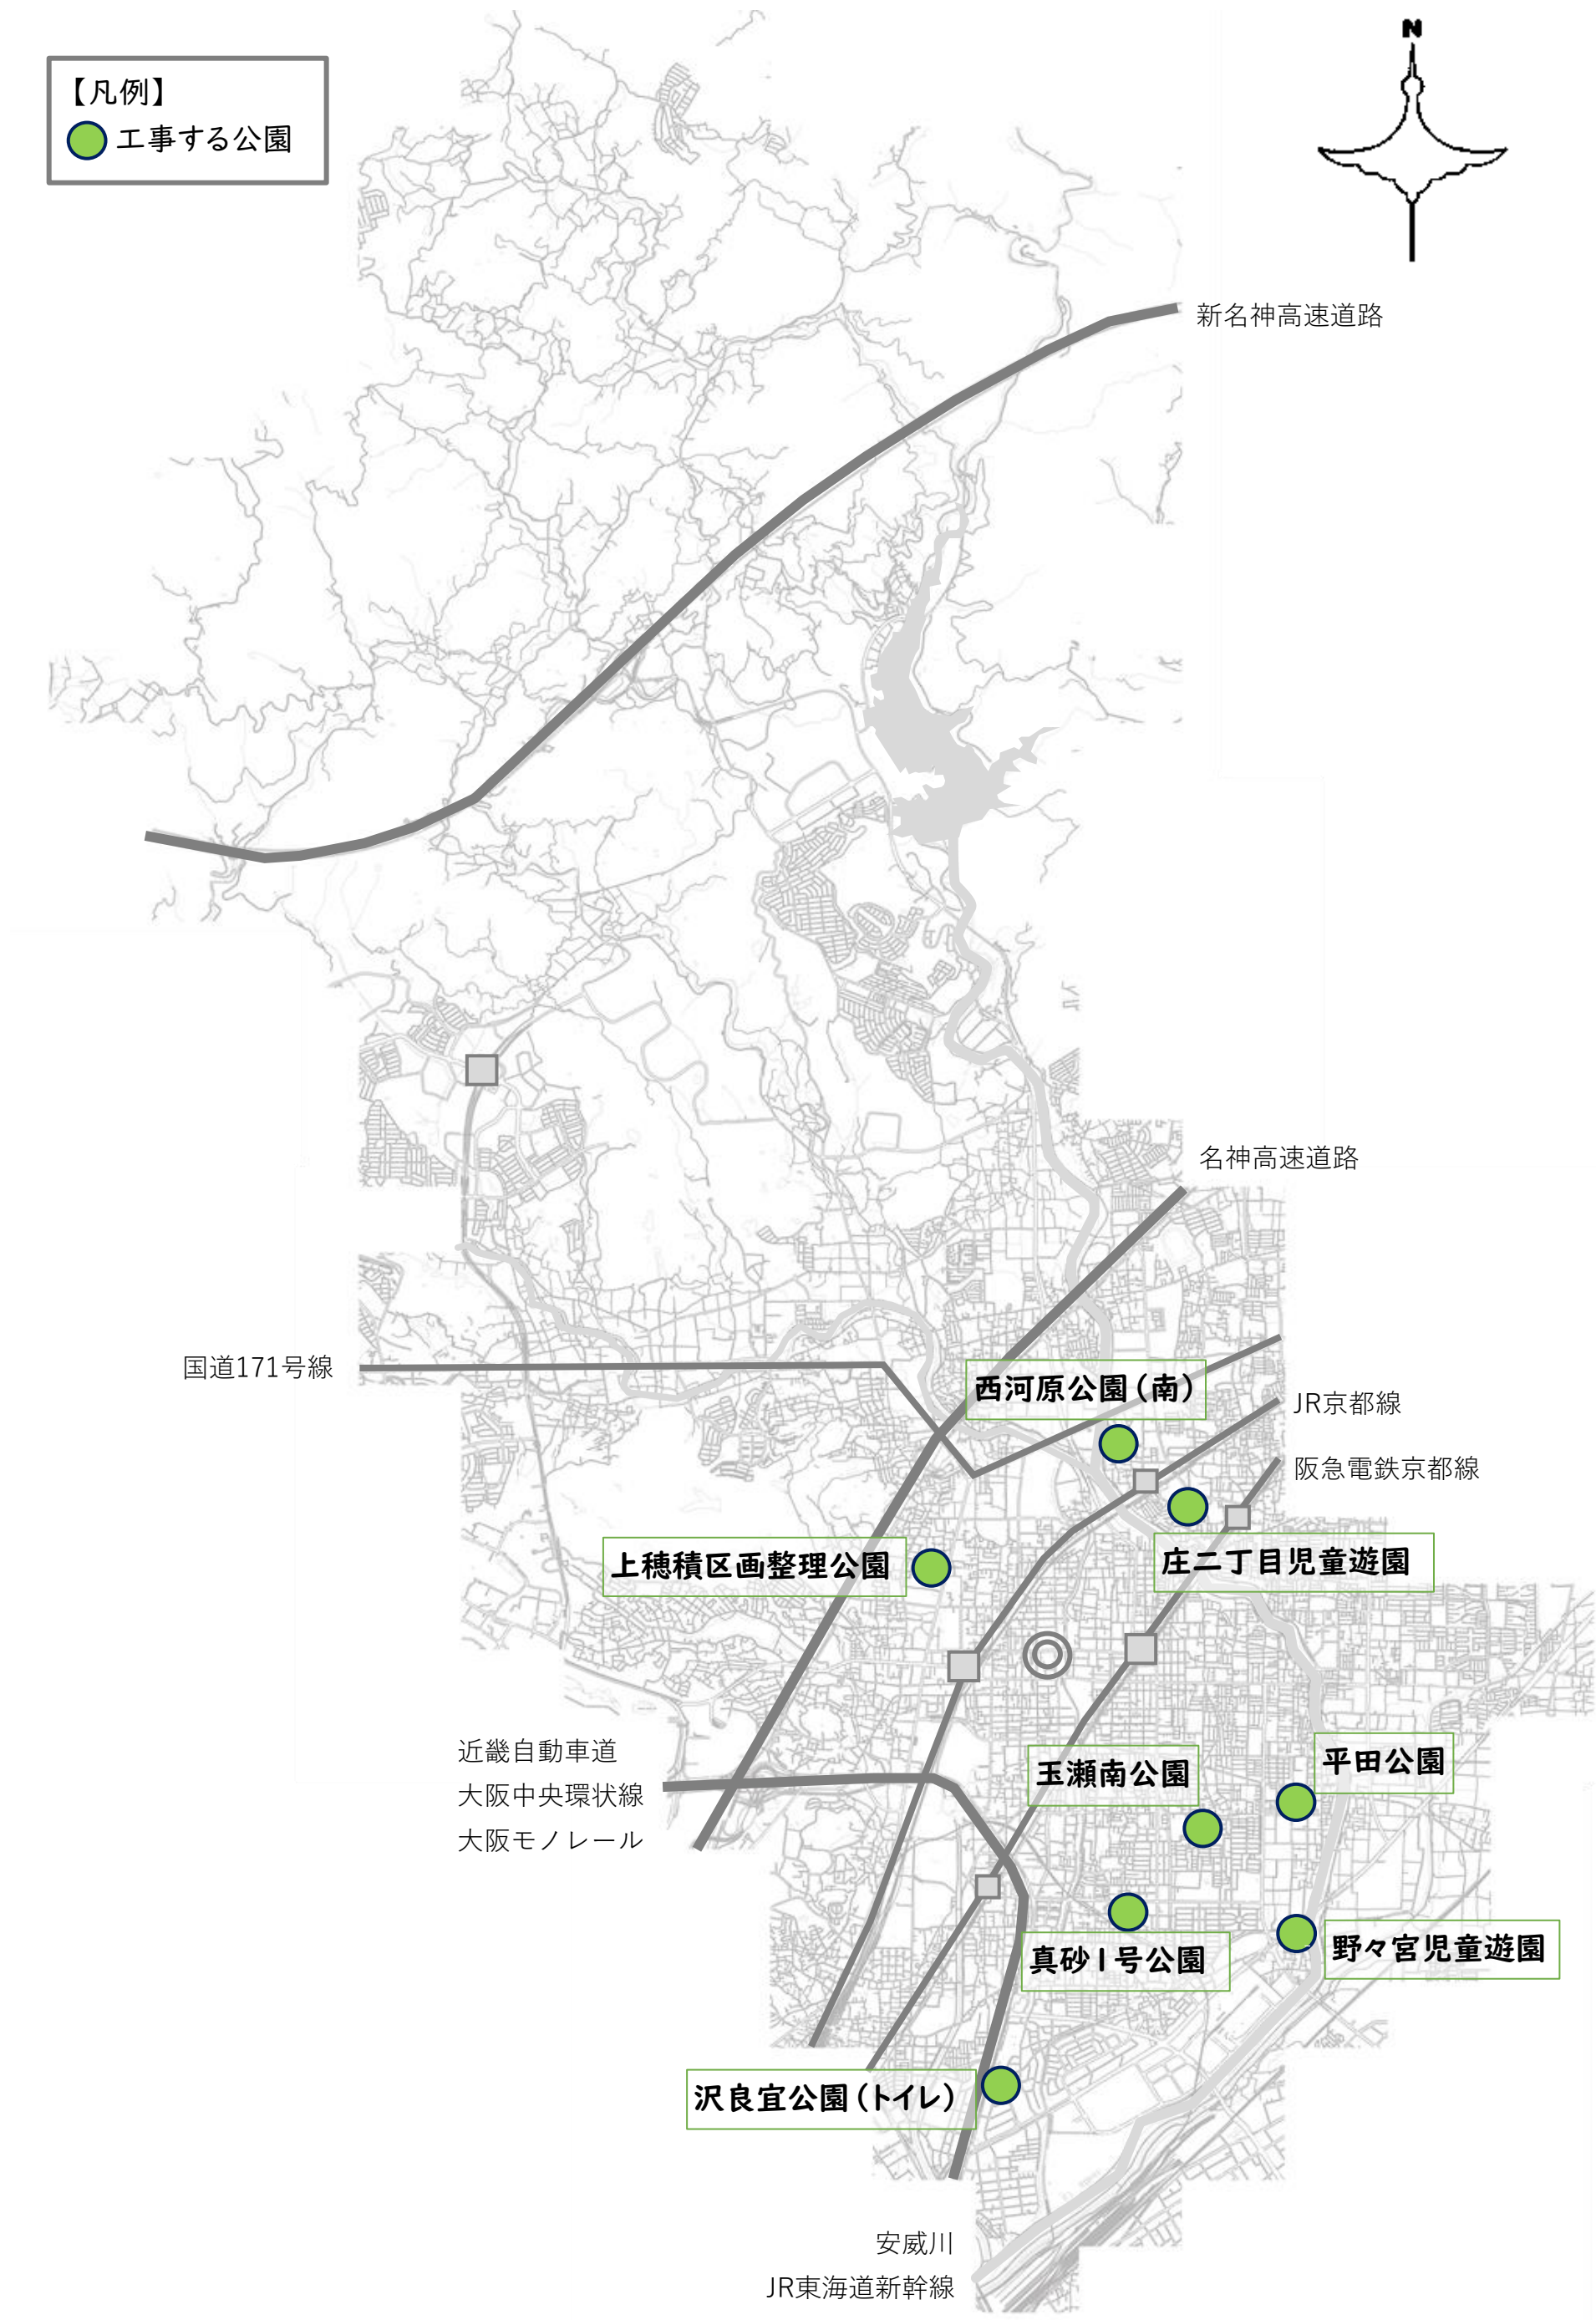 【凡例】
工事する公園
N
新名神高速道路
名神高速道路
国道171号線
西河原公園（南）
JR京都線
阪急電鉄京都線
上穂積区画整理公園
庄二丁目児童遊園
近畿自動車道
大阪中央環状線
大阪モノレール
玉瀬南公園
平田公園
真砂1号公園
野々宮児童遊園
沢良宜公園（トイレ）
安威川
JR東海道新幹線